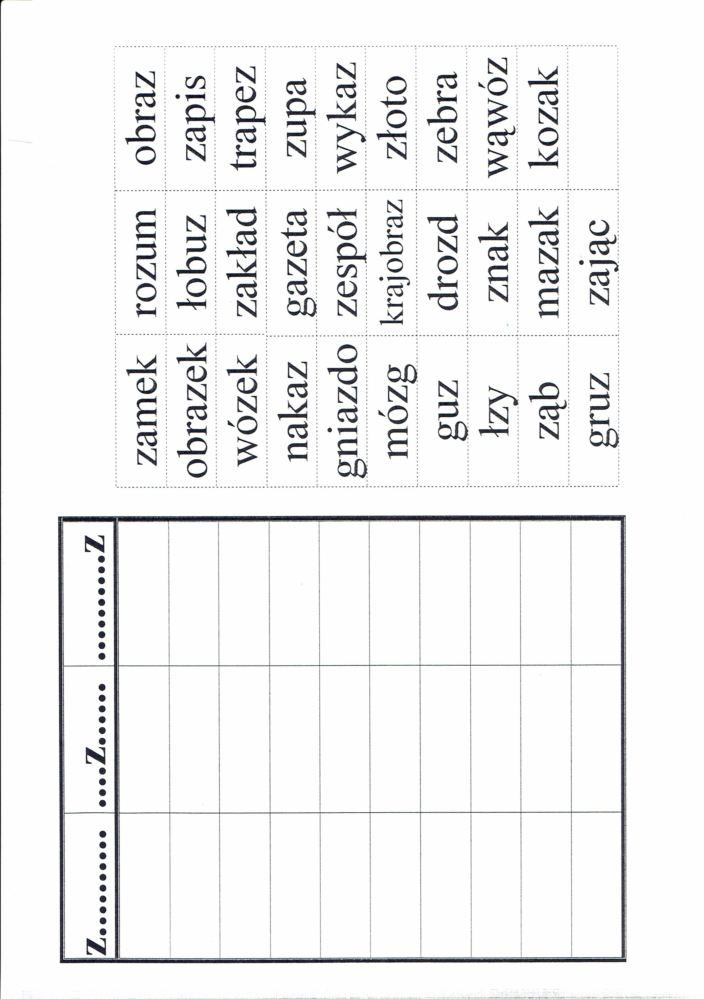 z........... ....z...... ..........z
zamek rozum obraz
obrazek łobuz zapis
wózek zakład trapez
nakaz gazeta zupa
gniazdo zespół wykaz
mózg krajobraz złoto
guz drozd zebra
łzy znak wąwóz
ząb mazak kozak
gruz zając